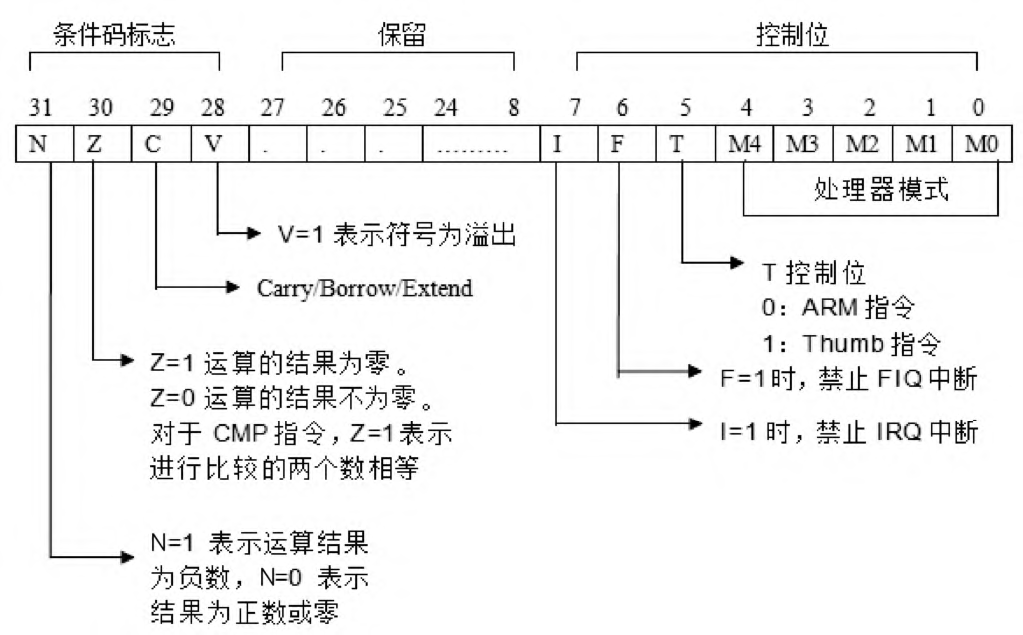 条件码标志 保留 控制位
31 30 29 28 27 26 25 24 8 7 6 5 4 3 2 1 0
N Z C V . . . ......... I F T M4 M3 M2 M1 M0
处理器模式
V=1 表示符号为溢出
Carry/Borrow/Extend
T 控制位
0：ARM 指令
1：Thumb 指令
Z=1 运算的结果为零。
Z=0 运算的结果不为零。
对于 CMP 指令，Z=1 表示
进行比较的两个数相等
F=1 时，禁止 FIQ 中断
I=1 时，禁止 IRQ 中断
N=1 表示运算结果
为负数，N=0 表示
结果为正数或零